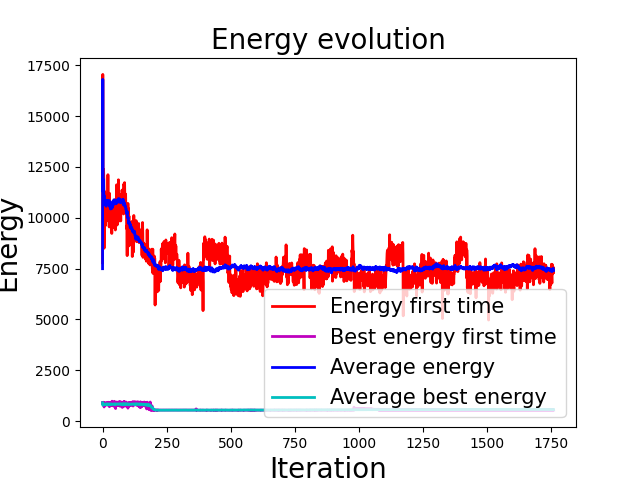 Energy evolution
Energy
17500
15000
12500
10000
7500
5000
2500
0
Energy first time
Best energy first time
Average energy
Average best energy
0 250 500 750 1000 1250 1500 1750
Iteration